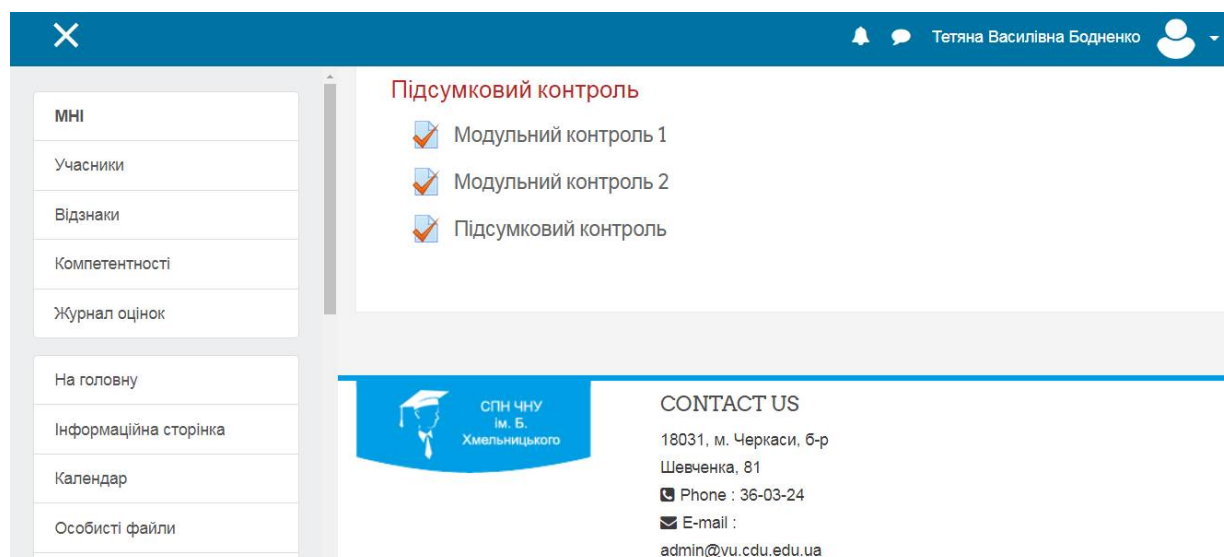 Тетяна Василівна Бодненко
МНІ
Учасники
Відзнаки
Компетентності
Журнал оцінок
На головну
Інформаційна сторінка
Календар
Особисті файли
Підсумковий контроль
Модульний контроль 1
Модульний контроль 2
Підсумковий контроль
СПН ЧНУ
ім. Б.
Хмельницького
CONTACT US
18031, м. Черкаси, б-р
Шевченка, 81
Phone : 36-03-24
E-mail :
admin@vu.cdu.edu.ua